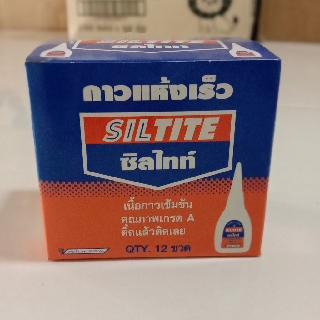 กาวแห้งเร็ว
SILTITE
ซิลไทท์
เนื้อกาวเข้มข้น
คุณภาพเกรด A
ติดแล้วติดเลย
QTY. 12 ขวด